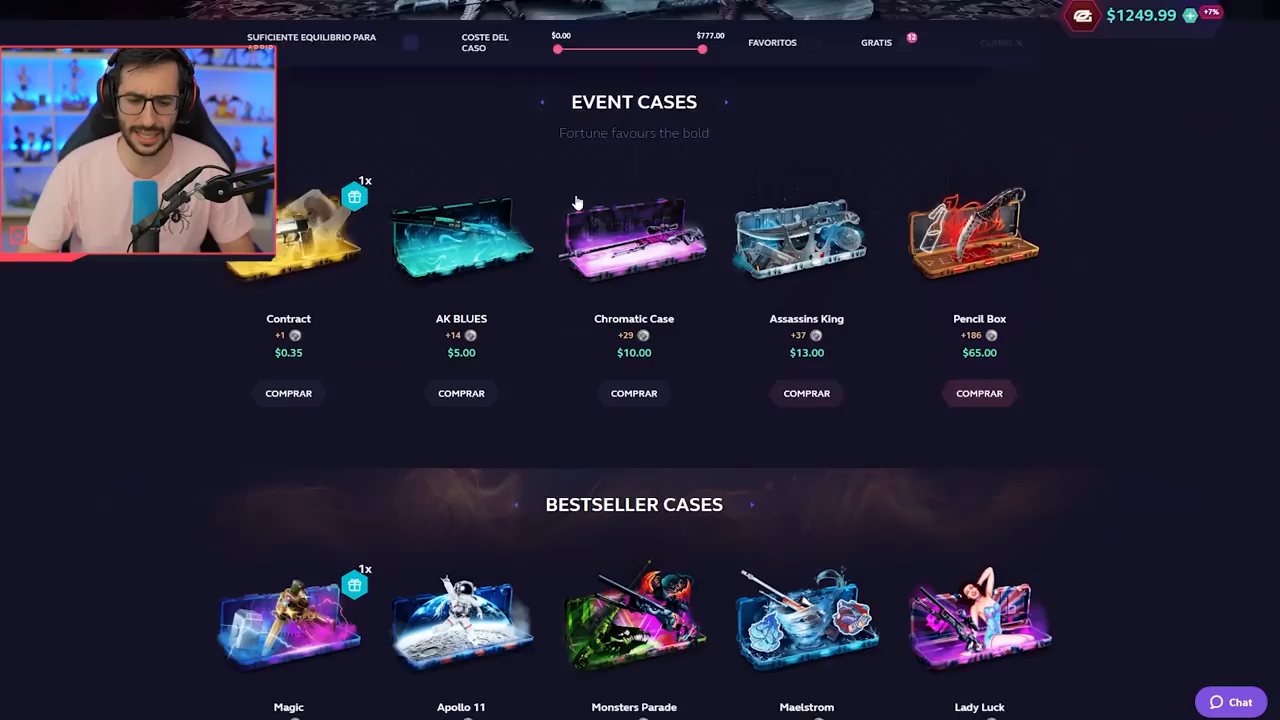 $1249.99
+7%
SUFICIENTE EQUILIBRIO PARA
COSTE DEL
CASO
$0.00
$777.00
FAVORITOS
GRATIS
12
EVENT CASES
Fortune favours the bold
1x
Contract
+1
$0.35
COMPRAR
AK BLUES
+14
$5.00
COMPRAR
Chromatic Case
+29
$10.00
COMPRAR
Assassins King
+37
$13.00
COMPRAR
Pencil Box
+186
$65.00
COMPRAR
BESTSELLER CASES
1x
Magic
Apollo 11
Monsters Parade
Maelstrom
Lady Luck
Chat